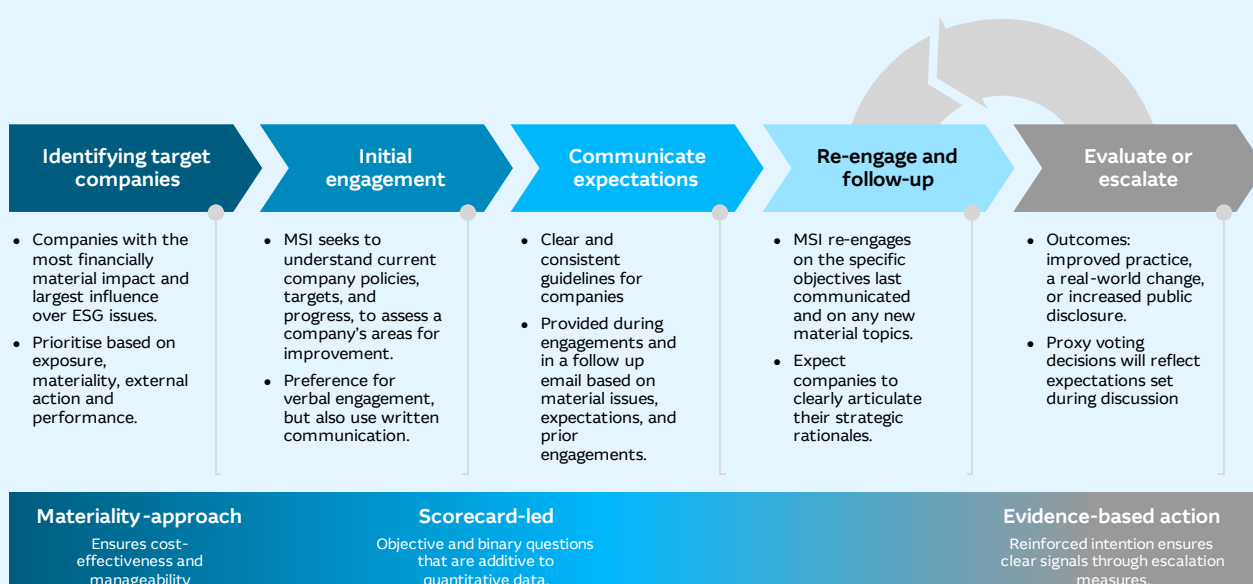 Identifying target
companies
Initial
engagement
Communicate
expectations
Re-engage and
follow-up
Evaluate or
escalate
• Companies with the
most financially
material impact and
largest influence
over ESG issues.
• Prioritise based on
exposure,
materiality, external
action and
performance.
• MSI seeks to
understand current
company policies,
targets, and
progress, to assess a
company's areas for
improvement.
• Preference for
verbal engagement,
but also use written
communication.
• Clear and
consistent
guidelines for
companies
• Provided during
engagements and
in a follow up
email based on
material issues,
expectations, and
prior
engagements.
• MSI re-engages
on the specific
objectives last
communicated
and on any new
material topics.
• Expect
companies to
clearly articulate
their strategic
rationales.
• Outcomes:
improved practice,
a real-world change,
or increased public
disclosure.
• Proxy voting
decisions will reflect
expectations set
during discussion
Materiality-approach
Ensures cost-
effectiveness and
manageability
Scorecard-led
Objective and binary questions
that are additive to
quantitative data.
Evidence-based action
Reinforced intention ensures
clear signals through escalation
measures.